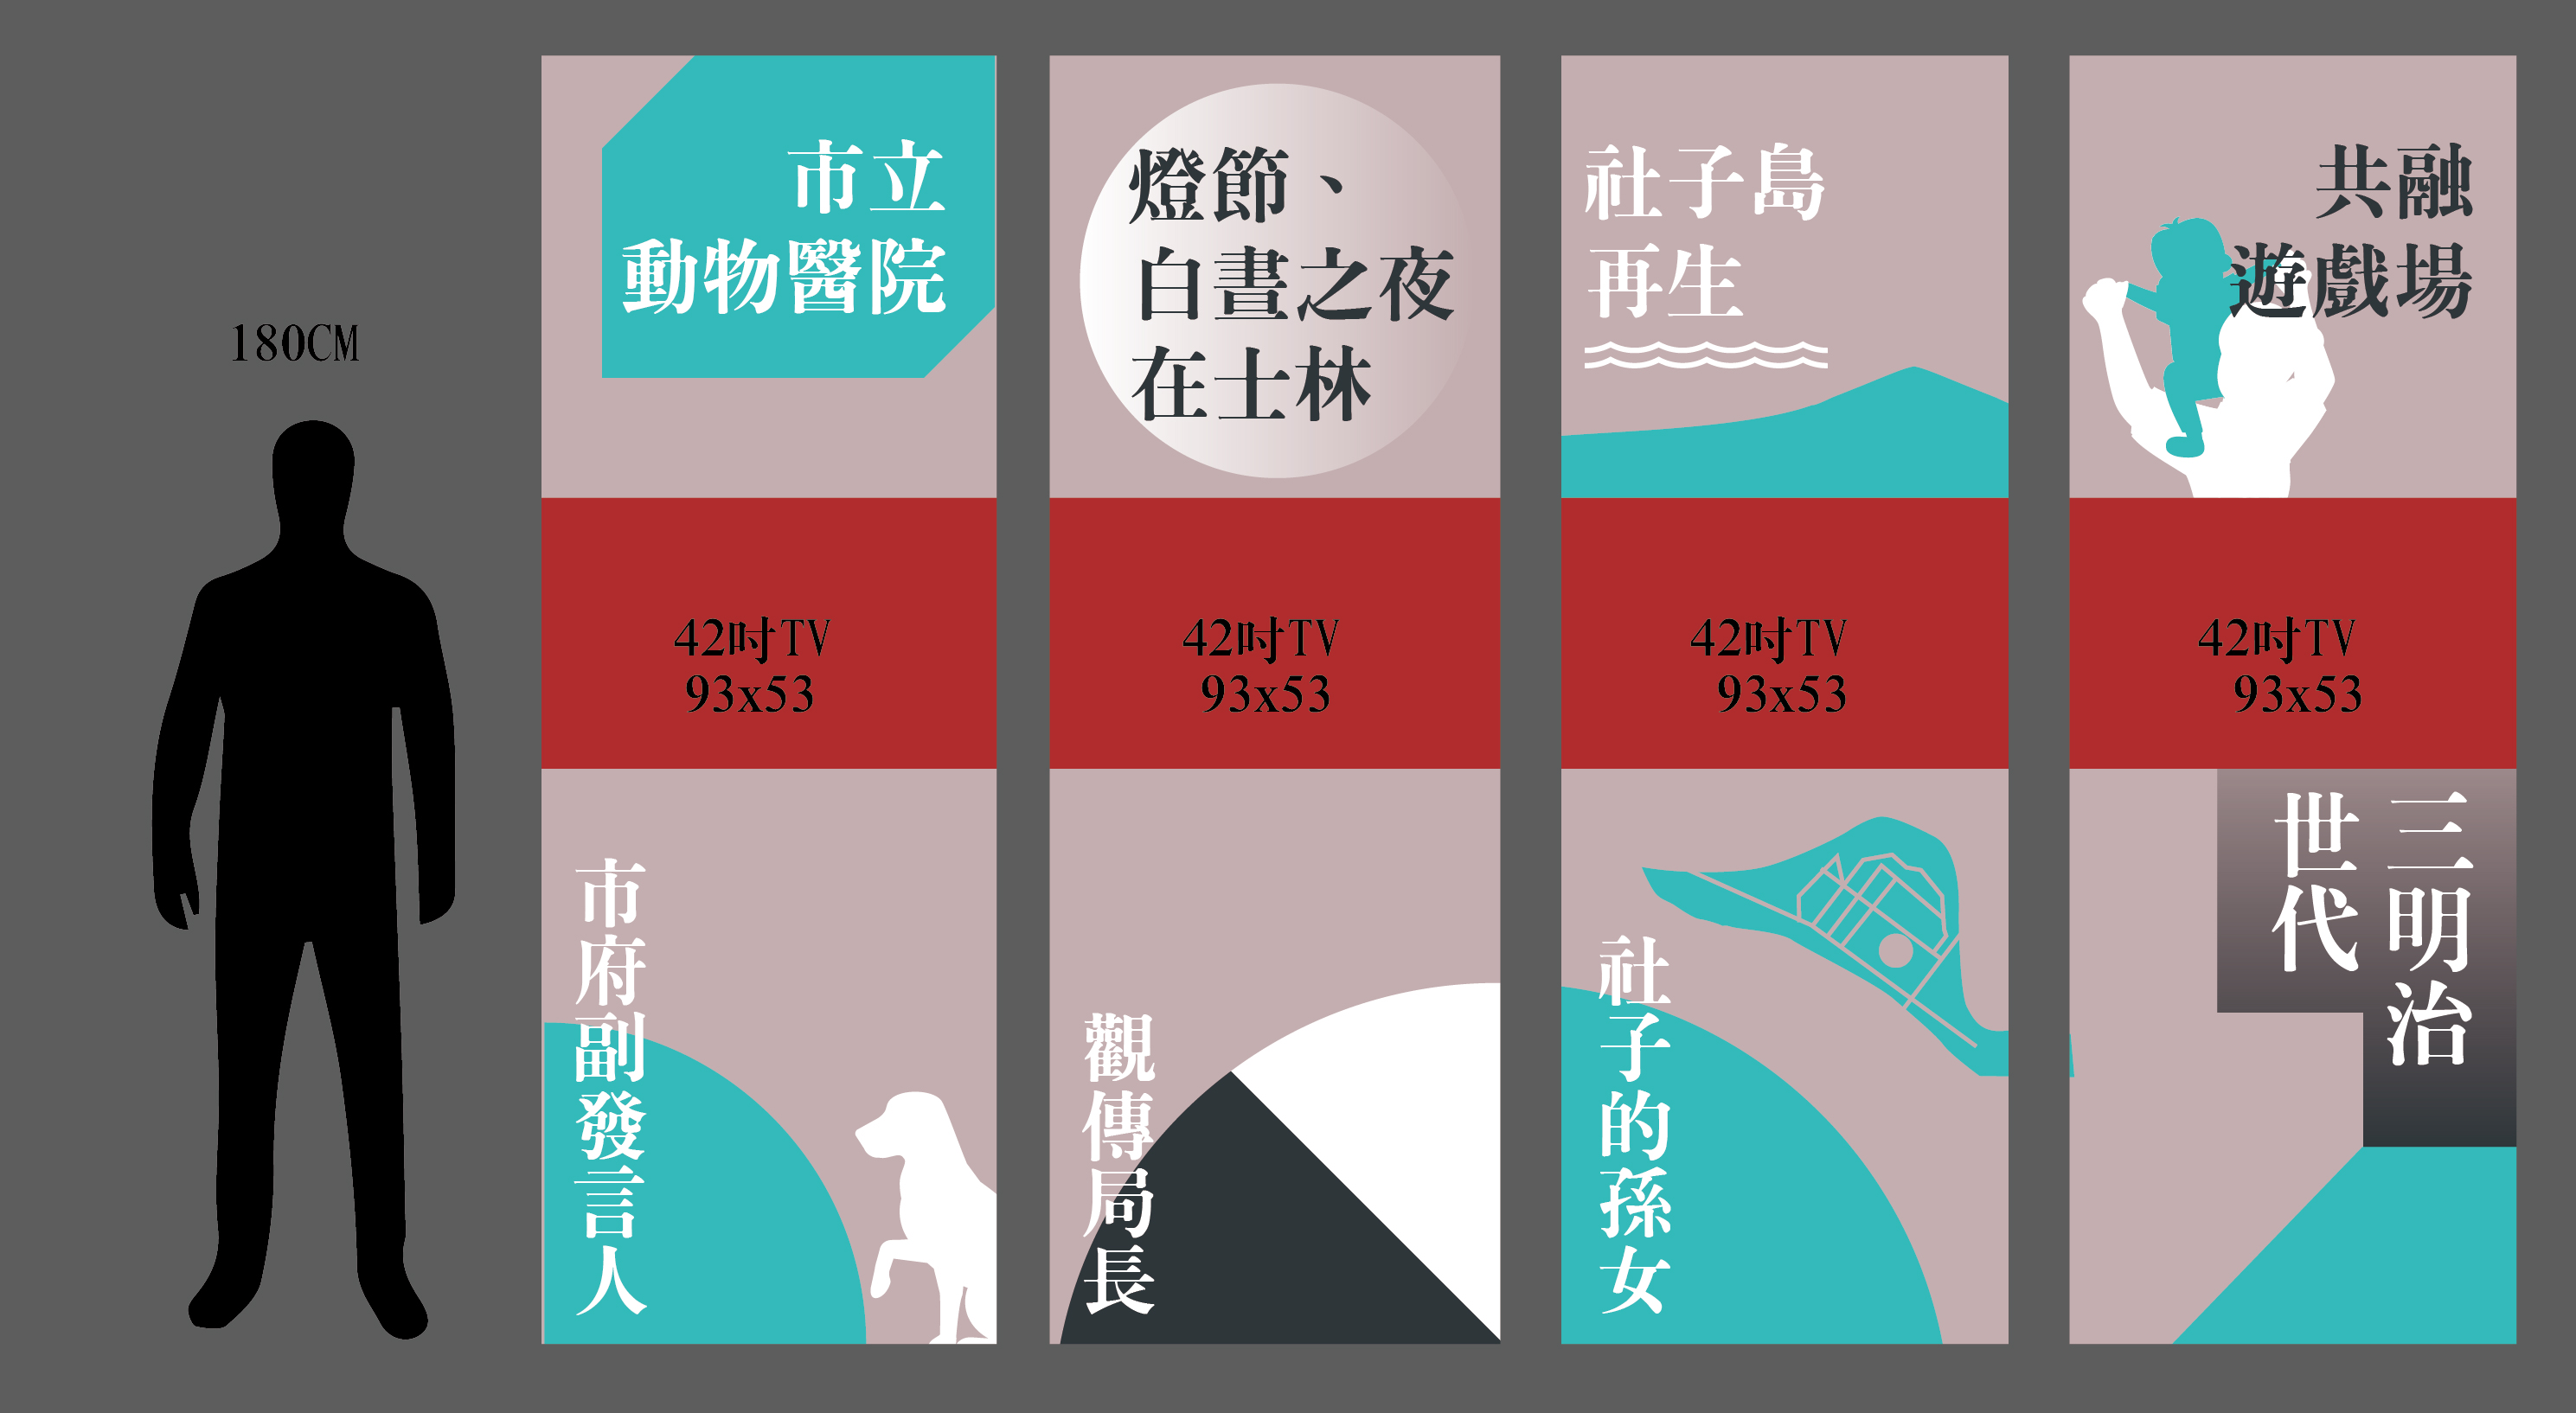 180CM
市立
動物醫院
42吋TV
93x53
市府副發言人
燈節、
白晝之夜
在士林
42吋TV
93x53
觀傳局長
社子島
再生
42吋TV
93x53
社子的孫女
共融
遊戲場
42吋TV
93x53
三明治
世代